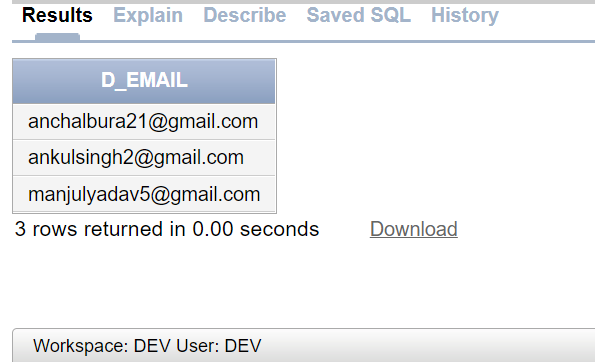 Results Explain Describe Saved SQL History
D_EMAIL
anchalbura21@gmail.com
ankulsingh2@gmail.com
manjulyadav5@gmail.com
3 rows returned in 0.00 seconds Download
Workspace: DEV User: DEV